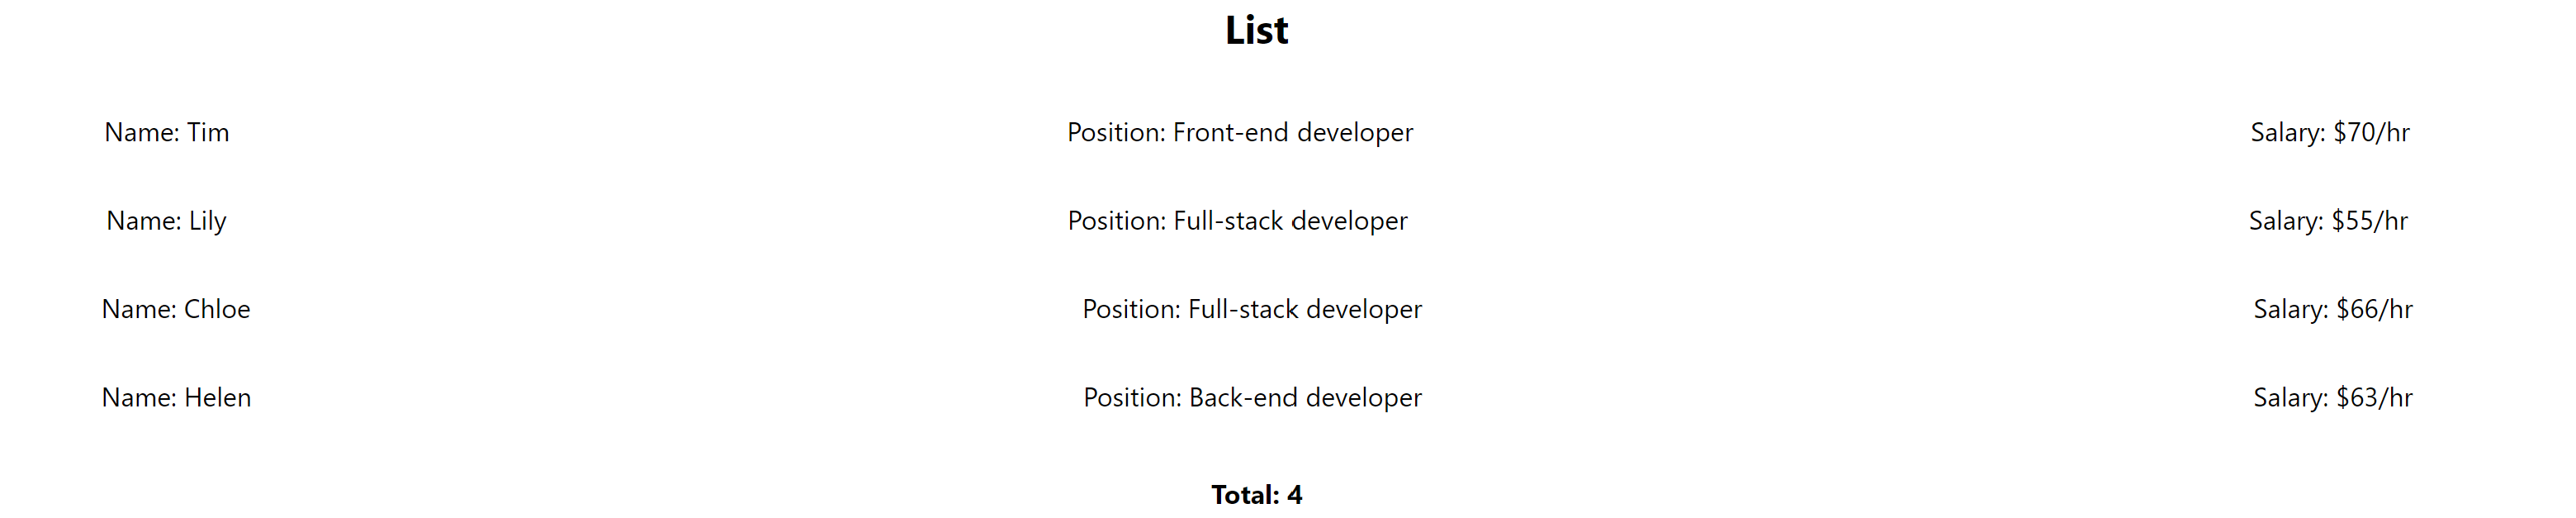 List
Name: Tim Position: Front-end developer Salary: $70/hr
Name: Lily Position: Full-stack developer Salary: $55/hr
Name: Chloe Position: Full-stack developer Salary: $66/hr
Name: Helen Position: Back-end developer Salary: $63/hr
Total: 4